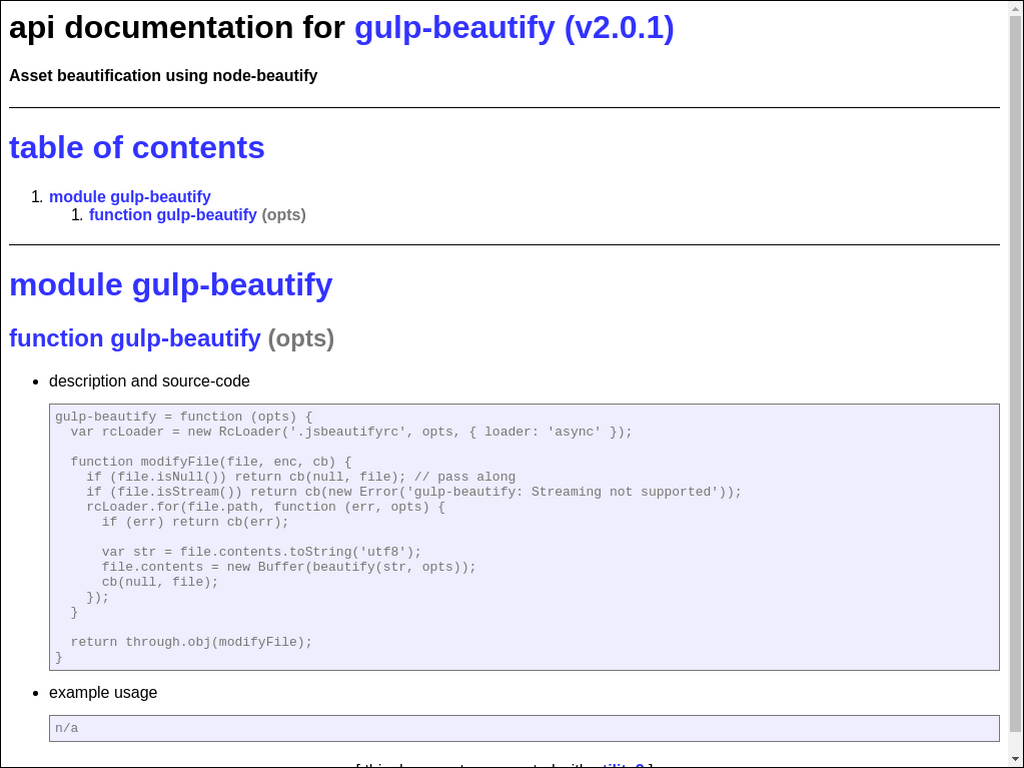 api documentation for gulp-beautify (v2.0.1)
Asset beautification using node-beautify
table of contents
1. module gulp-beautify
1. function gulp-beautify (opts)
module gulp-beautify
function gulp-beautify (opts)
• description and source-code
gulp-beautify = function (opts) {
  var rcLoader = new RcLoader('.jsbeautifyrc', opts, { loader: 'async' });
  function modifyFile(file, enc, cb) {
    if (file.isNull()) return cb(null, file); // pass along
    if (file.isStream()) return cb(new Error('gulp-beautify: Streaming not supported'));
    rcLoader.for(file.path, function (err, opts) {
      if (err) return cb(err);
      var str = file.contents.toString('utf8');
      file.contents = new Buffer(beautify(str, opts));
      cb(null, file);
    });
  }
  return through.obj(modifyFile);
}
• example usage
n/a